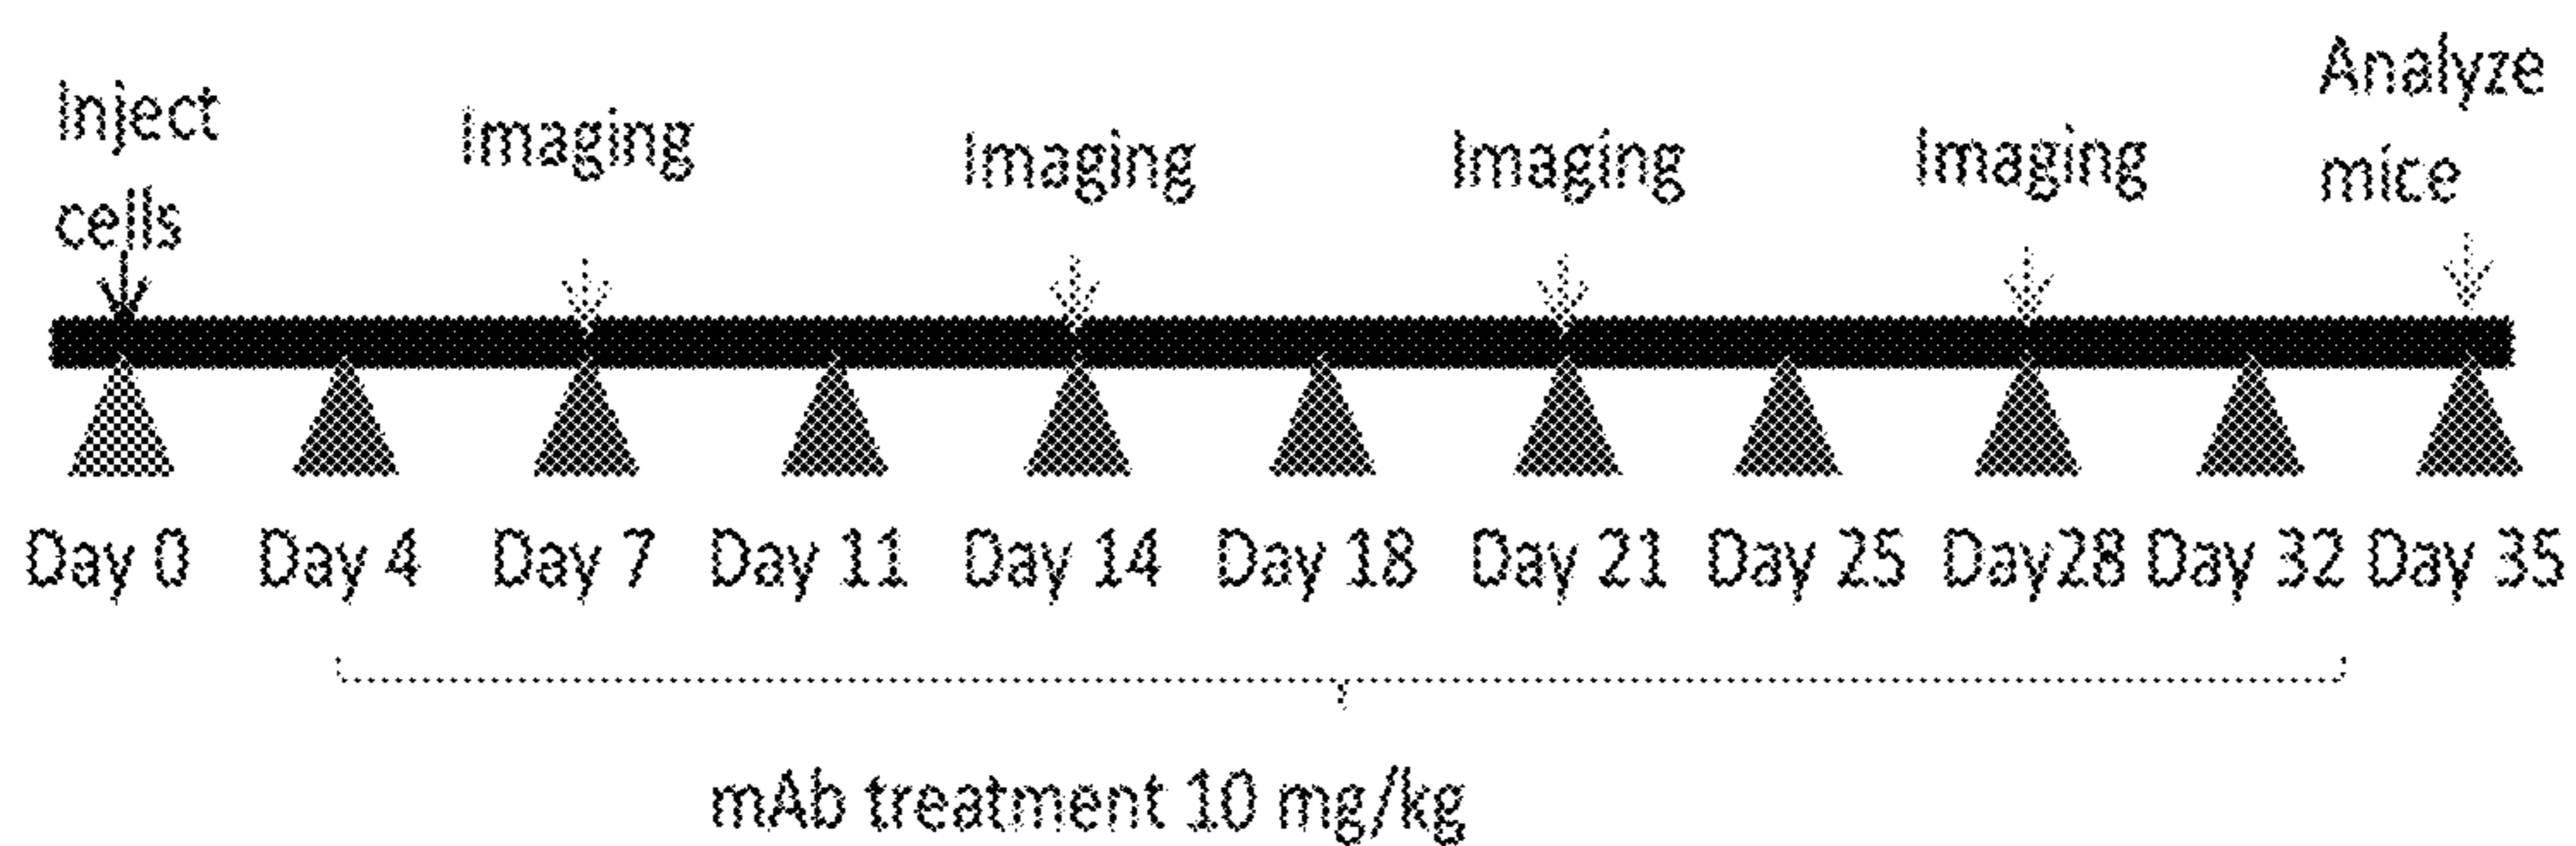 Inject
cells
Imaging
Imaging
Imaging
Imaging
Analyze
mice
Day 0 Day 4 Day 7 Day 11 Day 14 Day 18 Day 21 Day 25 Day28 Day 32 Day 35
mAb treatment 10 mg/kg